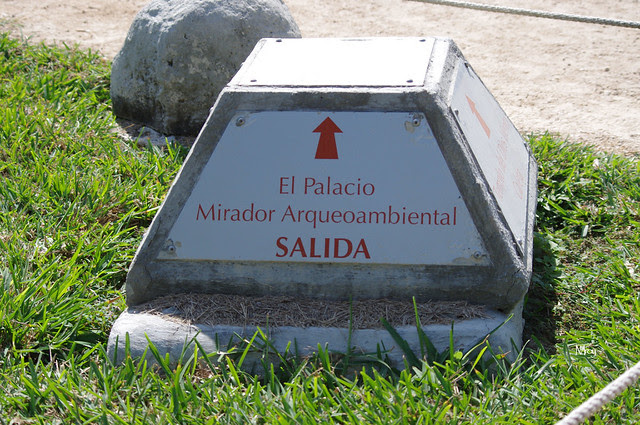 El Palacio
Mirador Arqueoambiental
SALIDA